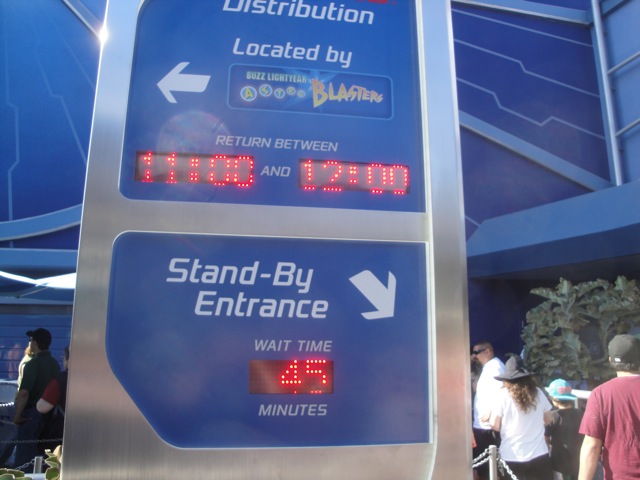 Distribution
Located by
BUZZ LIGHTYEAR
ASTRO BLASTERS
RETURN BETWEEN
11:00 AND 12:00
Stand-By
Entrance
WAIT TIME
45
MINUTES